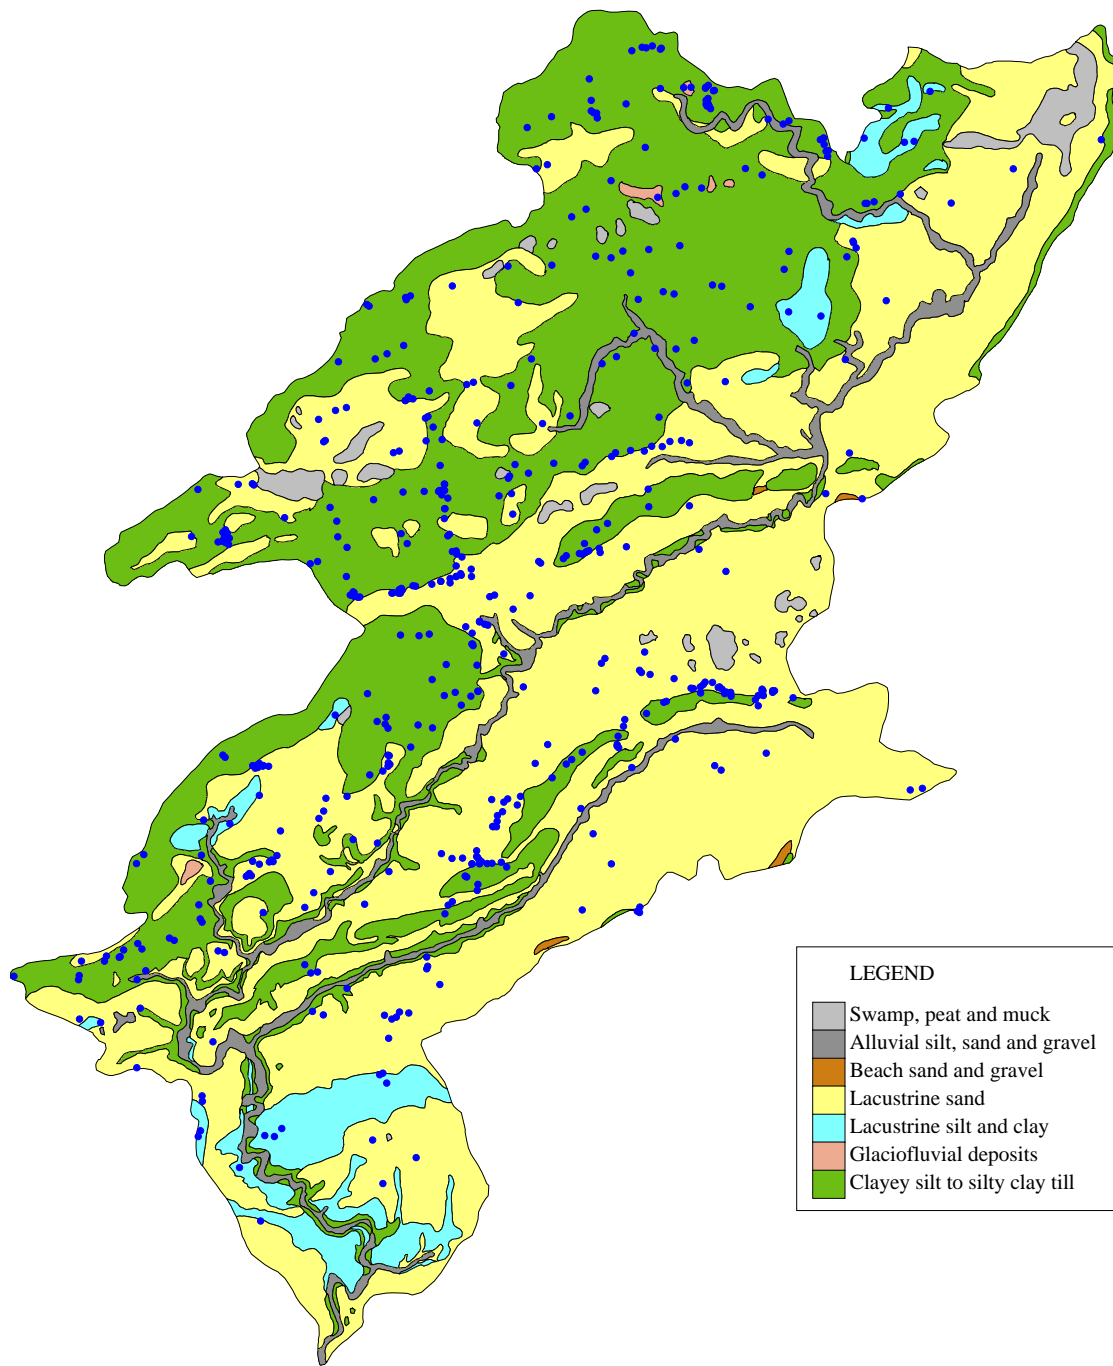 LEGEND
Swamp, peat and muck
Alluvial silt, sand and gravel
Beach sand and gravel
Lacustrine sand
Lacustrine silt and clay
Glaciofluvial deposits
Clayey silt to silty clay till